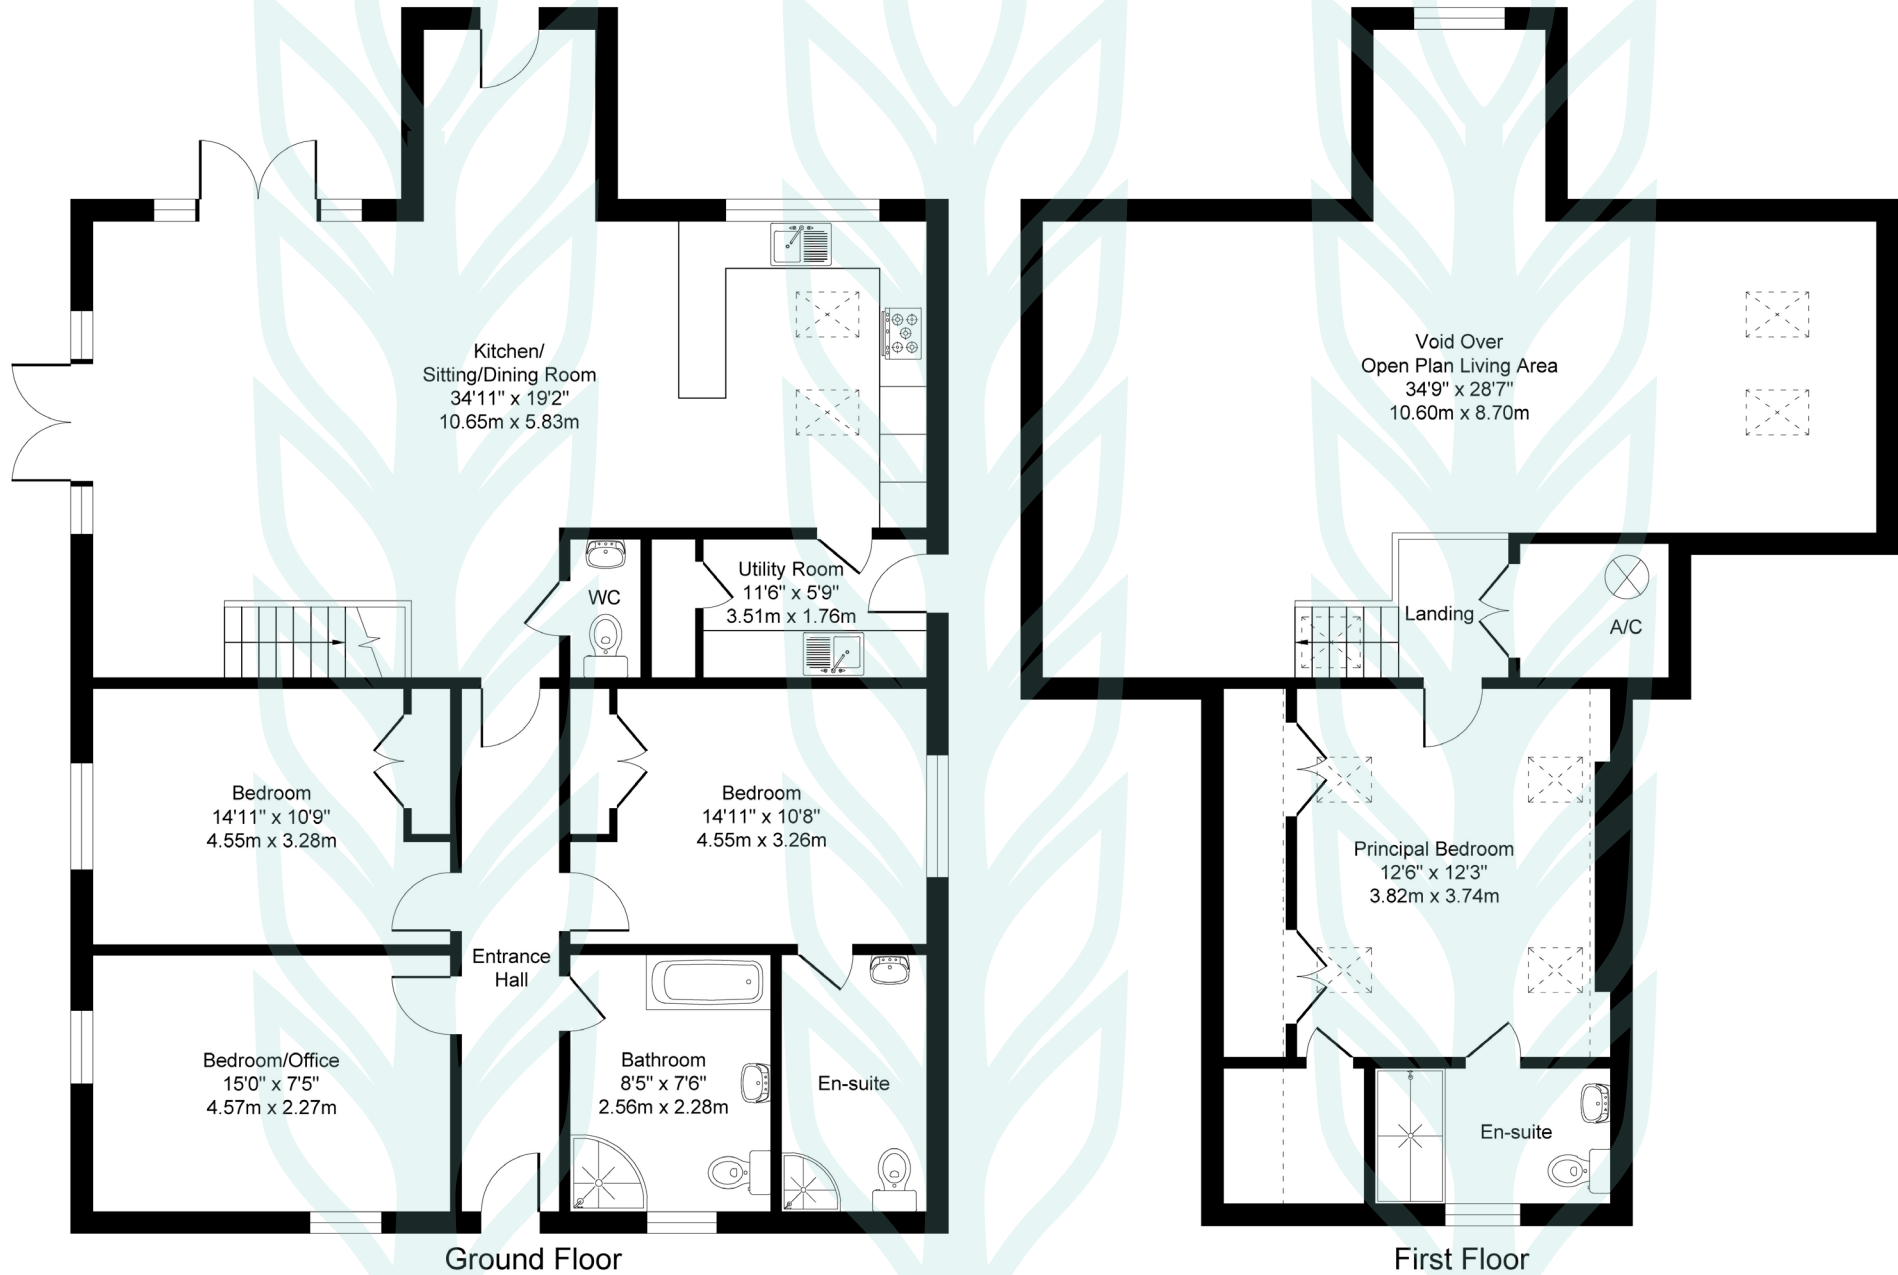 Kitchen/
Sitting/Dining Room
34'11" x 19'2"
10.65m x 5.83m
WC
Utility Room
11'6" x 5'9"
3.51m x 1.76m
Bedroom
14'11" x 10'9"
4.55m x 3.28m
Bedroom
14'11" x 10'8"
4.55m x 3.26m
Entrance
Hall
Bedroom/Office
15'0" x 7'5"
4.57m x 2.27m
Bathroom
8'5" x 7'6"
2.56m x 2.28m
En-suite
Ground Floor
Void Over
Open Plan Living Area
34'9" x 28'7"
10.60m x 8.70m
Landing
A/C
Principal Bedroom
12'6" x 12'3"
3.82m x 3.74m
En-suite
First Floor